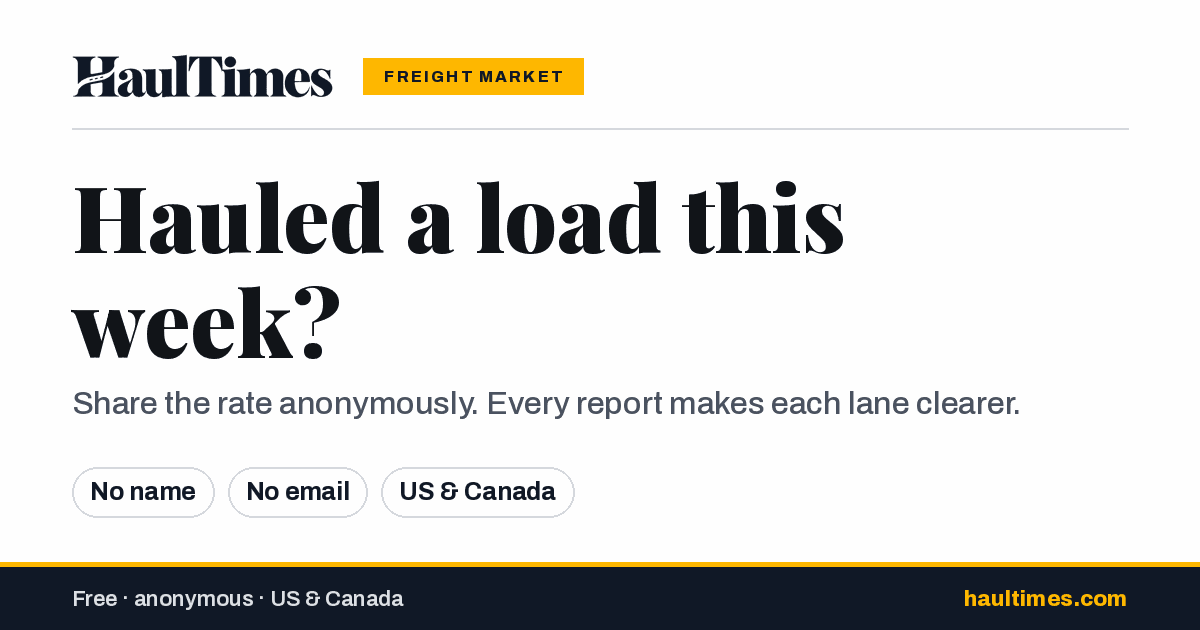 HaulTimes
FREIGHT MARKET
Hauled a load this
week?
Share the rate anonymously. Every report makes each lane clearer.
No name
No email
US & Canada
Free · anonymous · US & Canada
haultimes.com